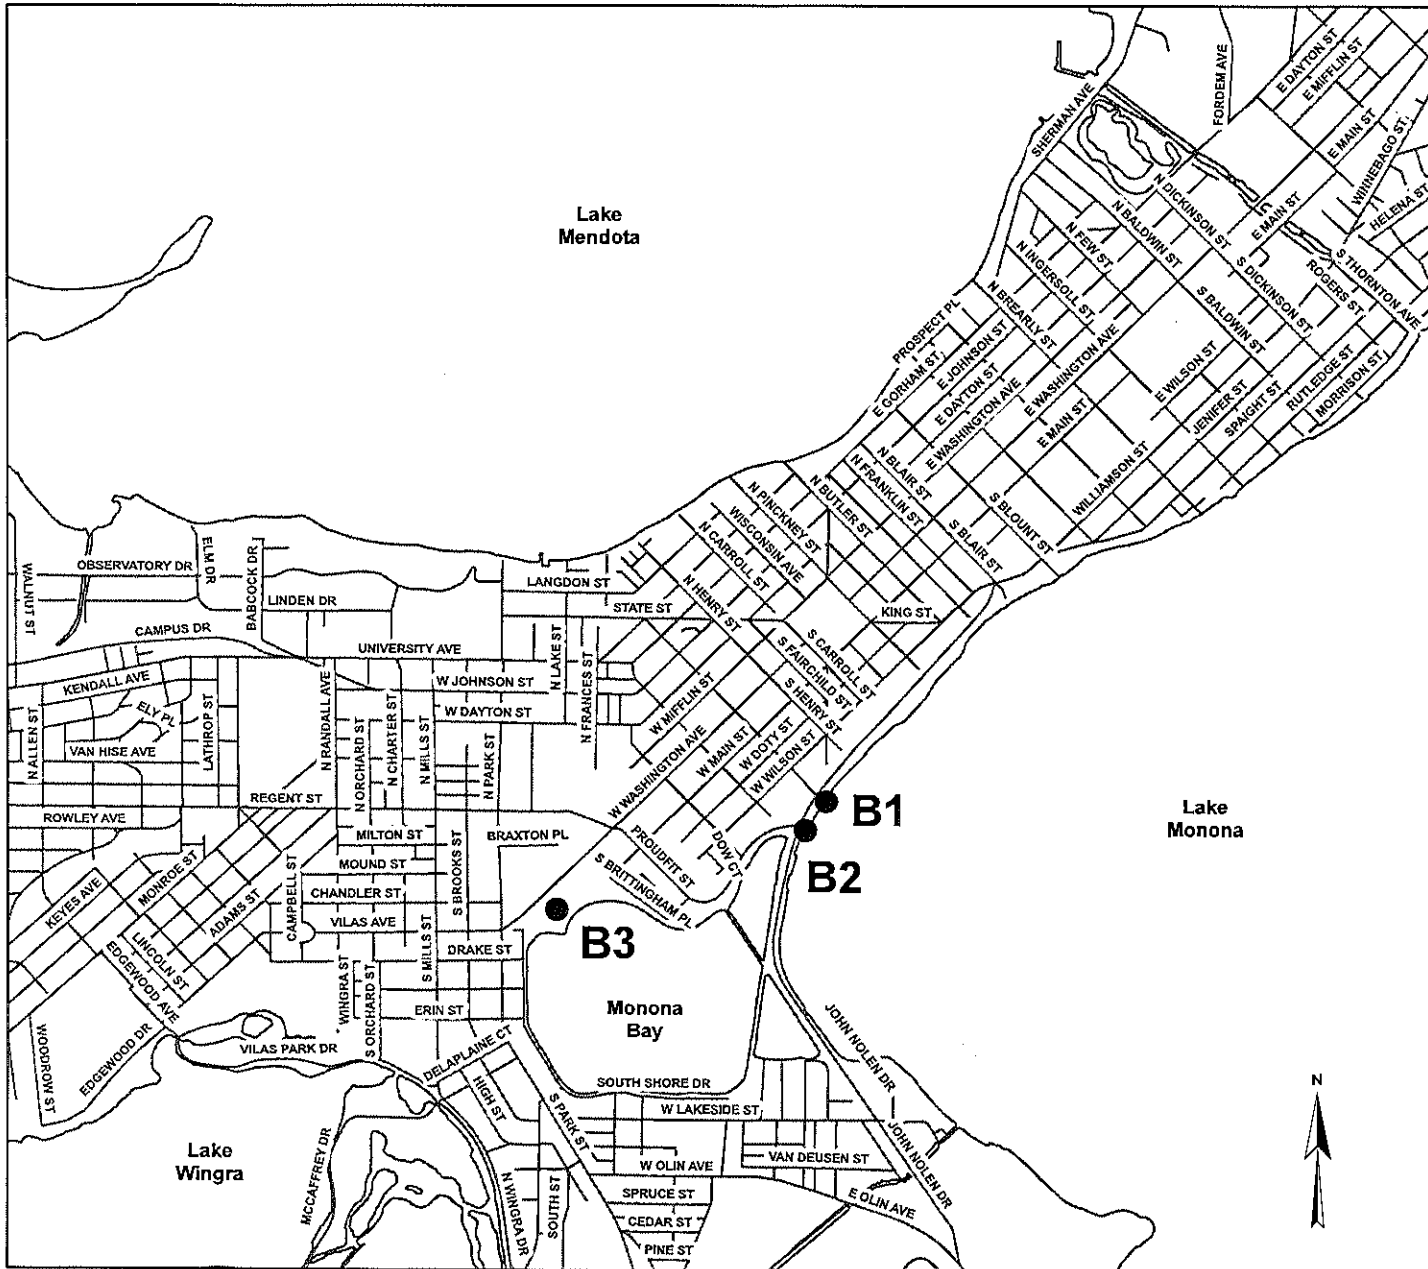 E DAYTON ST
E MIFFLIN ST
FORDEM AVE
SHERMAN AVE
E MAIN ST
WINNEBAGO ST
HELENA ST
Lake
Mendota
N DICKINSON ST
N BALDWIN ST
E MAIN ST
N FEW ST
N INGERSOLL ST
S THORNTON AVE
ROGERS ST
S DICKINSON ST
S BALDWIN ST
N BREARLY ST
PROSPECT PL
E GORHAM ST
E JOHNSON ST
E DAYTON ST
E WASHINGTON AVE
E WASHINGTON AVE
E MAIN ST
E WILSON ST
JENIFER ST
SPAIGHT ST
RUTLEDGE ST
MORRISON ST
WILLIAMSON ST
N BLAIR ST
N FRANKLIN ST
N BUTLER ST
N PINCKNEY ST
WISCONSIN AVE
N CARROLL ST
S BLOUNT ST
S BLAIR ST
N HENRY ST
KING ST
LANGDON ST
STATE ST
OBSERVATORY DR
ELM DR
BABCOCK DR
WALNUT ST
LINDEN DR
CAMPUS DR
UNIVERSITY AVE
N LAKE ST
N FRANCES ST
S CARROLL ST
S FAIRCHILD ST
S HENRY ST
KENDALL AVE
W JOHNSON ST
W DAYTON ST
W MIFFLIN ST
W WASHINGTON AVE
W MAIN ST
W DOTY ST
W WILSON ST
ELY PL
N ALLEN ST
VAN HISE AVE
LATHROP ST
N RANDALL AVE
N ORCHARD ST
N CHARTER ST
N MILLS ST
N PARK ST
REGENT ST
ROWLEY AVE
MILTON ST
BRAXTON PL
MOUND ST
S BROOKS ST
PROUDFIT ST
DOW CT
S BRITTINGHAM PL
B1
B2
B3
Lake
Monona
KEYES AVE
MONROE ST
ADAMS ST
CAMPBELL ST
CHANDLER ST
VILAS AVE
LINCOLN ST
EDGEWOOD AVE
DRAKE ST
S MILLS ST
WINGRA ST
S ORCHARD ST
ERIN ST
Monona
Bay
WOODROW ST
EDGEWOOD DR
VILAS PARK DR
DELAPLAINE CT
HIGH ST
SOUTH SHORE DR
JOHN NOLEN DR
W LAKESIDE ST
S PARK ST
JOHN NOLEN DR
N
Lake
Wingra
MCCAFFREY DR
N WINGRA DR
SOUTH ST
W OLIN AVE
VAN DEUSEN ST
SPRUCE ST
E OLIN AVE
CEDAR ST
PINE ST